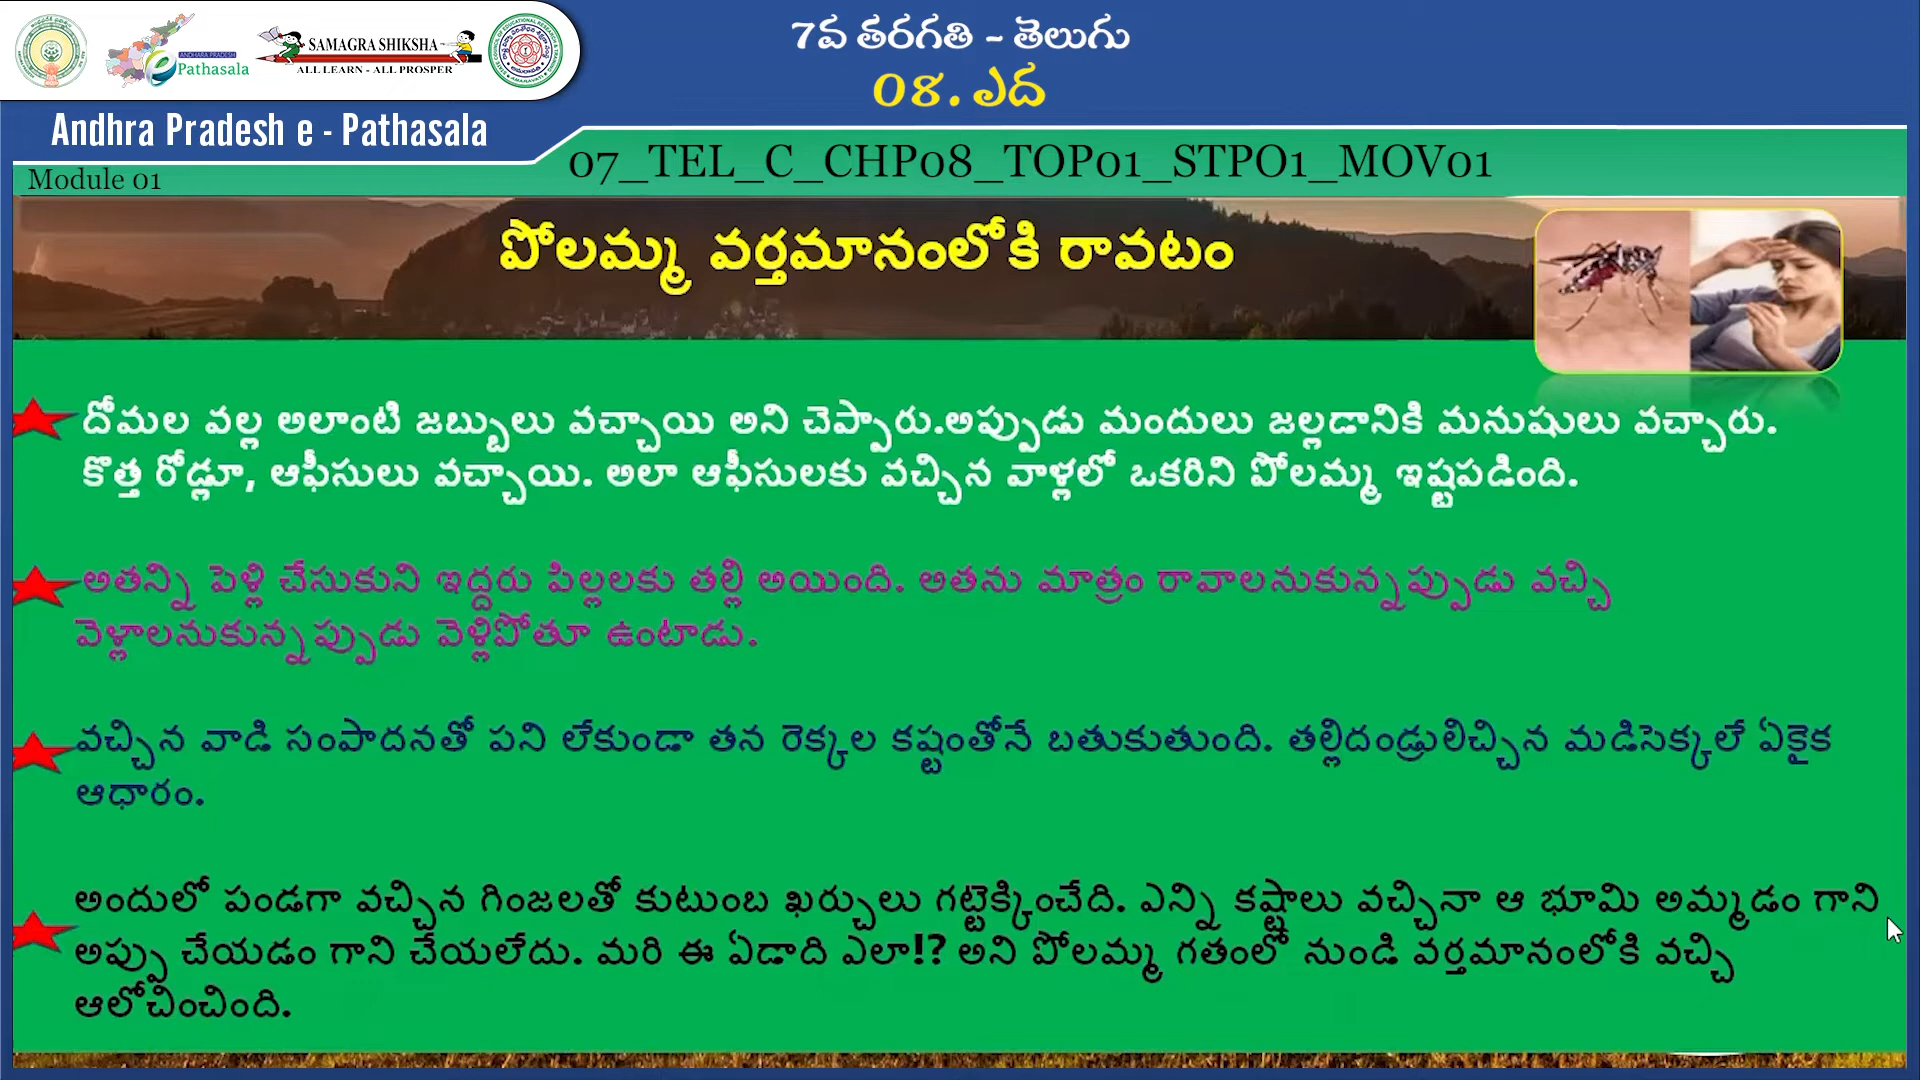 7వ తరగతి - తెలుగు
08. ఎద
ANDHRA PRADESH
e Pathasala
SAMAGRA SHIKSHA
ALL LEARN - ALL PROSPER
Andhra Pradesh e - Pathasala
Module 01
07_TEL_C_CHP08_TOP01_STPO1_MOV01
పోలమ్మ వర్తమానంలోకి రావటం
దోమల వల్ల అలాంటి జబ్బులు వచ్చాయి అని చెప్పారు.అప్పుడు మందులు జల్లడానికి మనుషులు వచ్చారు.
కొత్త రోడ్లూ, ఆఫీసులు వచ్చాయి. అలా ఆఫీసులకు వచ్చిన వాళ్లలో ఒకరిని పోలమ్మ ఇష్టపడింది.
అతన్ని పెళ్లి చేసుకుని ఇద్దరు పిల్లలకు తల్లి అయింది. అతను మాత్రం రావాలనుకున్నప్పుడు వచ్చి
వెళ్లాలనుకున్నప్పుడు వెళ్లిపోతూ ఉంటాడు.
వచ్చిన వాడి సంపాదనతో పని లేకుండా తన రెక్కల కష్టంతోనే బతుకుతుంది. తల్లిదండ్రులిచ్చిన మడిసెక్కలే ఏకైక
ఆధారం.
అందులో పండగా వచ్చిన గింజలతో కుటుంబ ఖర్చులు గట్టెక్కించేది. ఎన్ని కష్టాలు వచ్చినా ఆ భూమి అమ్మడం గాని
అప్పు చేయడం గాని చేయలేదు. మరి ఈ ఏడాది ఎలా!? అని పోలమ్మ గతంలో నుండి వర్తమానంలోకి వచ్చి
ఆలోచించింది.